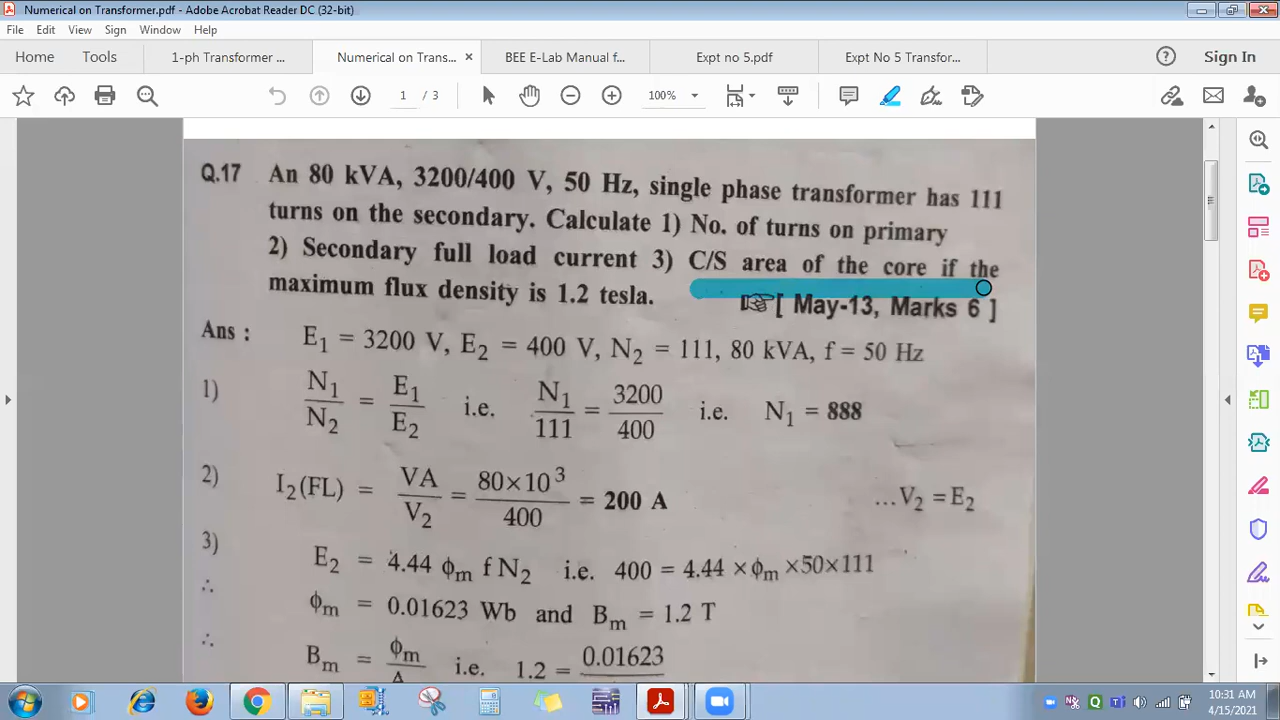 Numerical on Transformer.pdf - Adobe Acrobat Reader DC (32-bit)
File Edit View Sign Window Help
Home Tools 1-ph Transformer ... Numerical on Trans... × BEE E-Lab Manual f... Expt no 5.pdf Expt No 5 Transfor... Sign In
1 / 3 100%
Q.17 An 80 kVA, 3200/400 V, 50 Hz, single phase transformer has 111
turns on the secondary. Calculate 1) No. of turns on primary
2) Secondary full load current 3) C/S area of the core if the
maximum flux density is 1.2 tesla.
☞[ May-13, Marks 6 ]
Ans : E₁ = 3200 V, E₂ = 400 V, N₂ = 111, 80 kVA, f = 50 Hz
1) N₁/N₂ = E₁/E₂ i.e. N₁/111 = 3200/400 i.e. N₁ = 888
2) I₂(FL) = VA/V₂ = 80×10³/400 = 200 A ...V₂ = E₂
3) E₂ = 4.44 ϕₘ f N₂ i.e. 400 = 4.44 × ϕₘ ×50×111
∴ ϕₘ = 0.01623 Wb and Bₘ = 1.2 T
∴ Bₘ = ϕₘ/A i.e. 1.2 = 0.01623
10:31 AM
4/15/2021